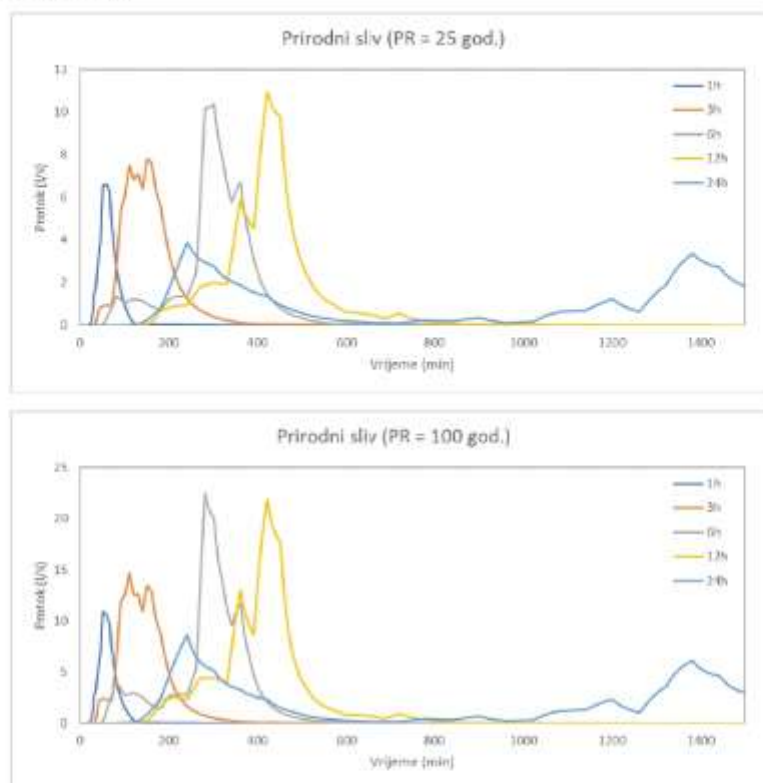 Prirodni sliv (PR = 25 god.)
12
10
8
6
4
2
0
Protok (l/s)
1h
3h
6h
12h
24h
0 200 400 600 800 1000 1200 1400
Vrijeme (min)
Prirodni sliv (PR = 100 god.)
25
20
15
10
5
0
Protok (l/s)
1h
3h
6h
12h
24h
0 200 400 600 800 1000 1200 1400
Vrijeme (min)